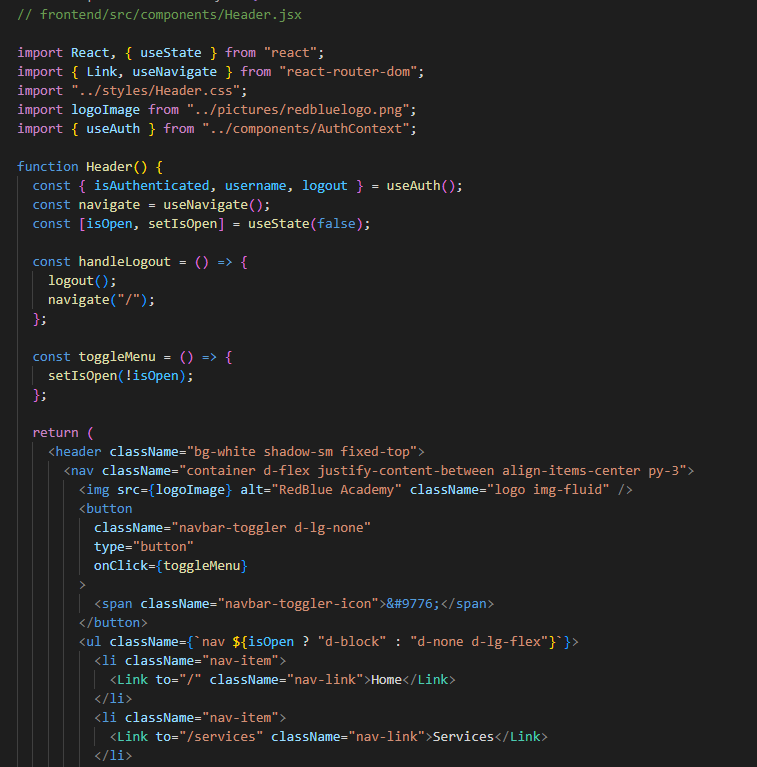 // frontend/src/components/Header.jsx
import React, { useState } from "react";
import { Link, useNavigate } from "react-router-dom";
import "../styles/Header.css";
import logoImage from "../pictures/redbluelogo.png";
import { useAuth } from "../components/AuthContext";
function Header() {
const { isAuthenticated, username, logout } = useAuth();
const navigate = useNavigate();
const [isOpen, setIsOpen] = useState(false);
const handleLogout = () => {
logout();
navigate("/");
};
const toggleMenu = () => {
setIsOpen(!isOpen);
};
return (
<header className="bg-white shadow-sm fixed-top">
<nav className="container d-flex justify-content-between align-items-center py-3">
<img src={logoImage} alt="RedBlue Academy" className="logo img-fluid" />
<button
className="navbar-toggler d-lg-none"
type="button"
onClick={toggleMenu}
>
<span className="navbar-toggler-icon">&#9776;</span>
</button>
<ul className={`nav ${isOpen ? "d-block" : "d-none d-lg-flex"}`}>
<li className="nav-item">
<Link to="/" className="nav-link">Home</Link>
</li>
<li className="nav-item">
<Link to="/services" className="nav-link">Services</Link>
</li>